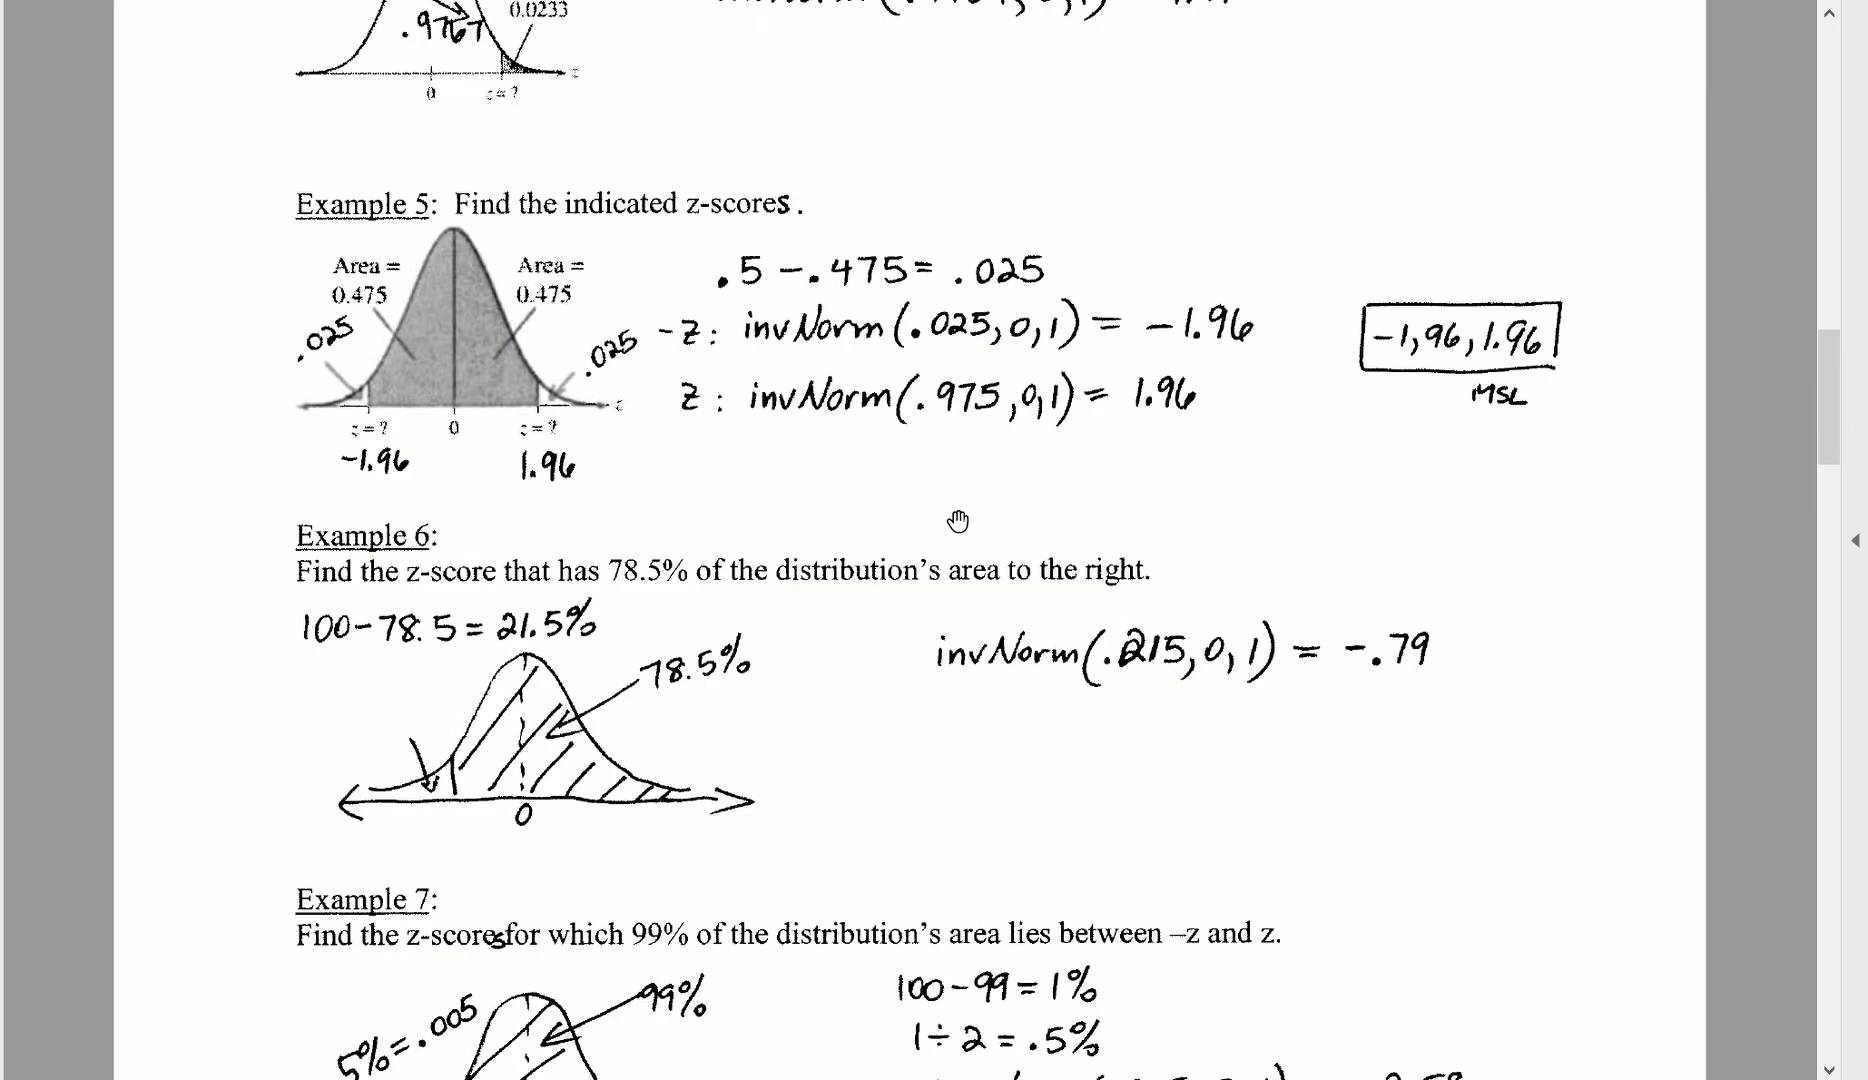 0.0233
.9767
0
z = ?
Example 5: Find the indicated z-scores.
Area =
0.475
Area =
0.475
.025
.025
z = ?
0
z = ?
z
-1.96
1.96
.5 - .475 = .025
-z: invNorm(.025,0,1) = -1.96
z: invNorm(.975,0,1) = 1.96
-1,96, 1.96
MSL
Example 6:
Find the z-score that has 78.5% of the distribution's area to the right.
100-78.5 = 21.5%
78.5%
0
invNorm(.215,0,1) = -.79
Example 7:
Find the z-scores for which 99% of the distribution's area lies between –z and z.
5% = .005
99%
100-99 = 1%
1 ÷ 2 = .5%